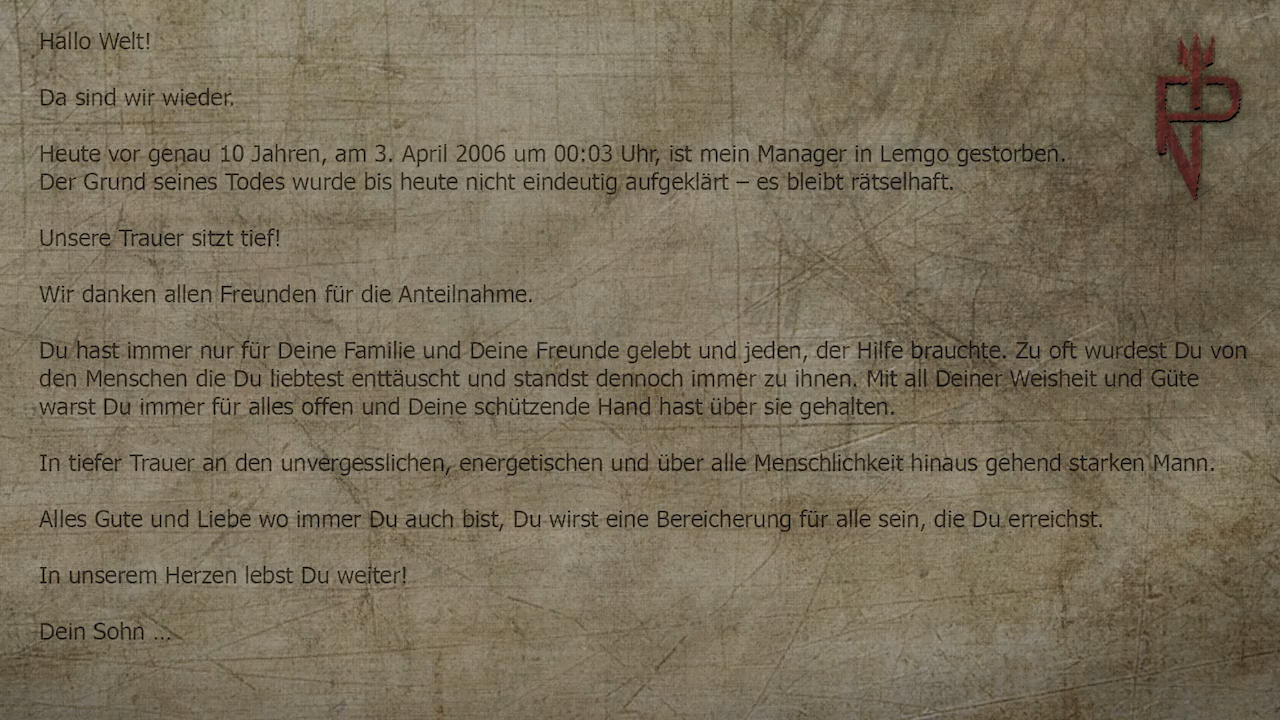 Hallo Welt!
Da sind wir wieder.
Heute vor genau 10 Jahren, am 3. April 2006 um 00:03 Uhr, ist mein Manager in Lemgo gestorben.
Der Grund seines Todes wurde bis heute nicht eindeutig aufgeklärt – es bleibt rätselhaft.
Unsere Trauer sitzt tief!
Wir danken allen Freunden für die Anteilnahme.
Du hast immer nur für Deine Familie und Deine Freunde gelebt und jeden, der Hilfe brauchte. Zu oft wurdest Du von
den Menschen die Du liebtest enttäuscht und standst dennoch immer zu ihnen. Mit all Deiner Weisheit und Güte
warst Du immer für alles offen und Deine schützende Hand hast über sie gehalten.
In tiefer Trauer an den unvergesslichen, energetischen und über alle Menschlichkeit hinaus gehend starken Mann.
Alles Gute und Liebe wo immer Du auch bist, Du wirst eine Bereicherung für alle sein, die Du erreichst.
In unserem Herzen lebst Du weiter!
Dein Sohn ...